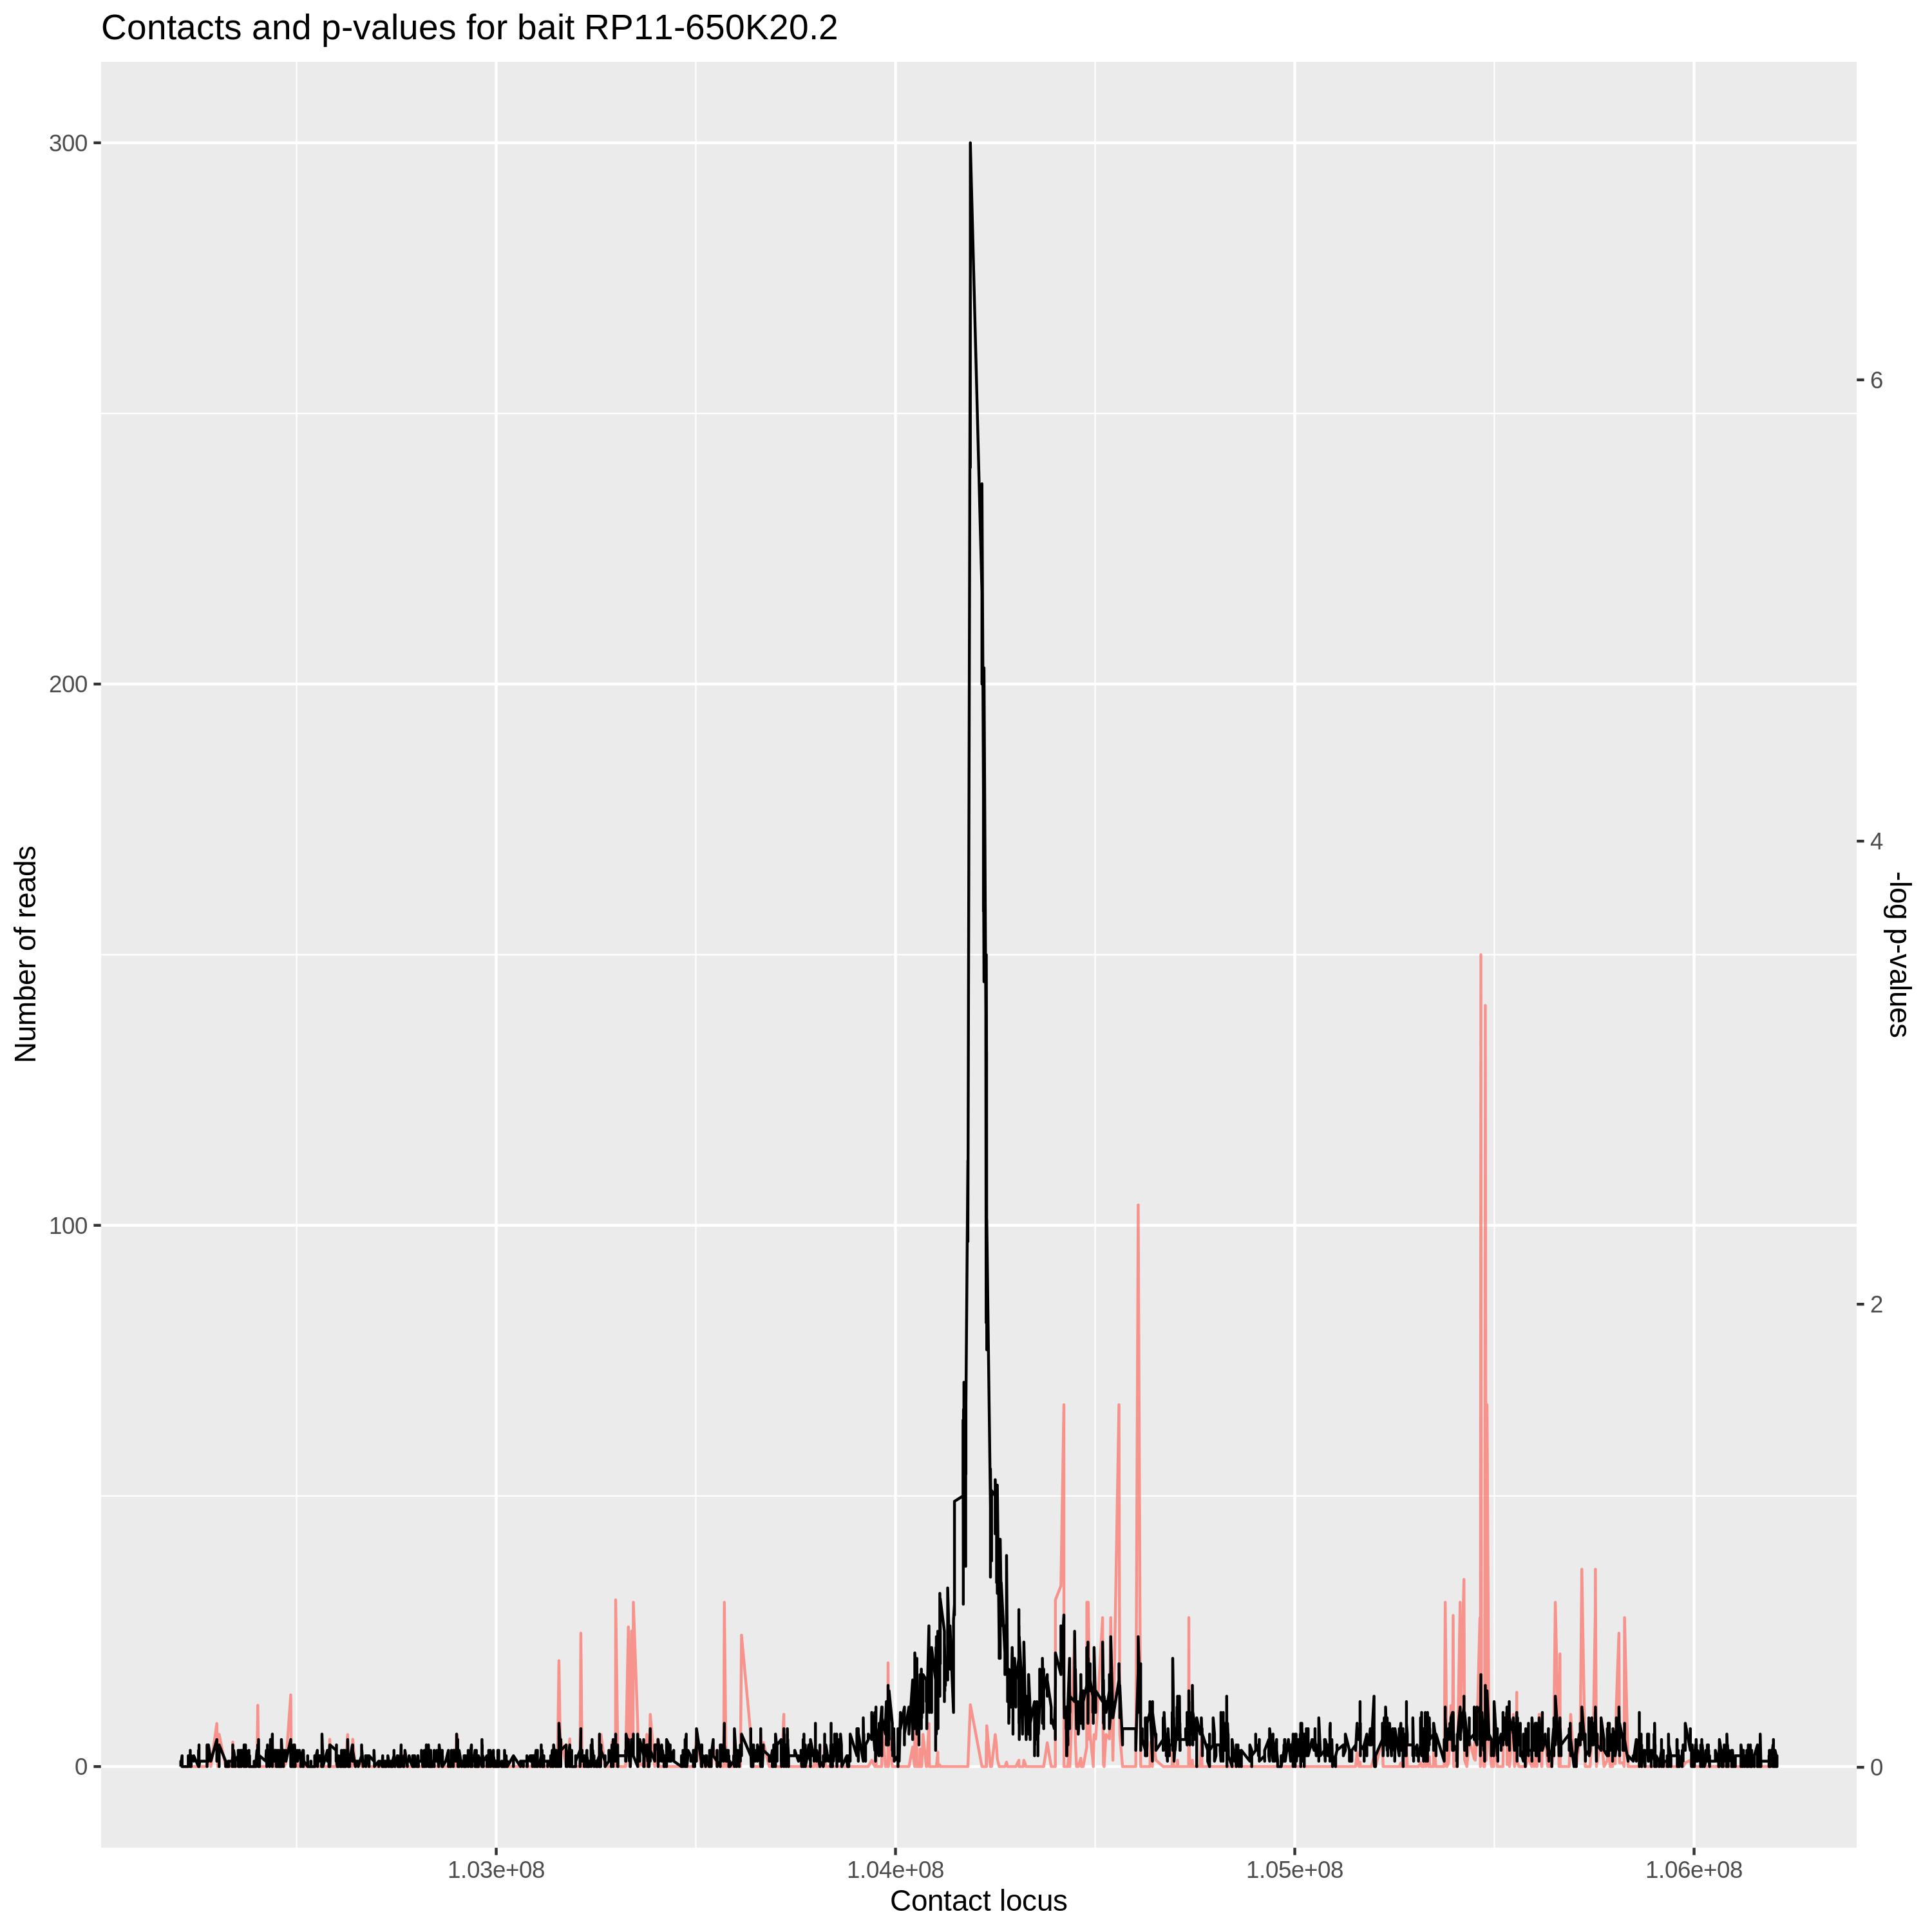 Contacts and p-values for bait RP11-650K20.2
300
200
100
0
Number of reads
6
4
2
0
-log p-values
1.03e+08
1.04e+08
1.05e+08
1.06e+08
Contact locus